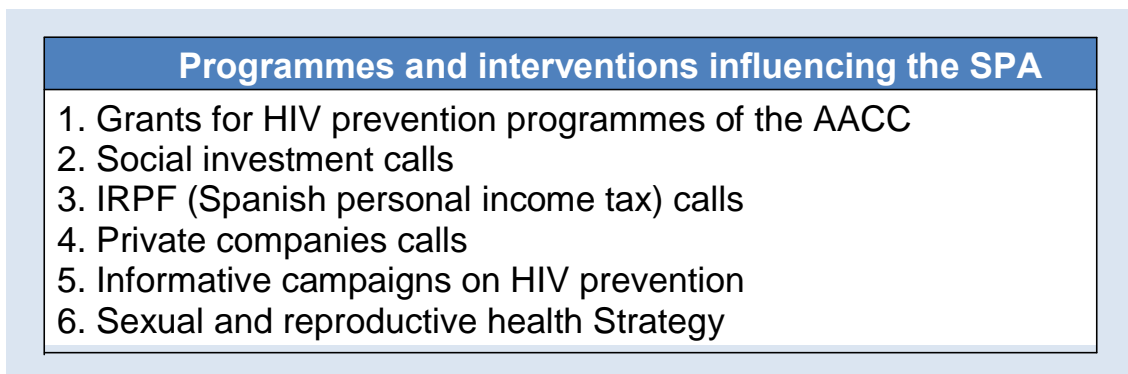 Programmes and interventions influencing the SPA
1. Grants for HIV prevention programmes of the AACC
2. Social investment calls
3. IRPF (Spanish personal income tax) calls
4. Private companies calls
5. Informative campaigns on HIV prevention
6. Sexual and reproductive health Strategy